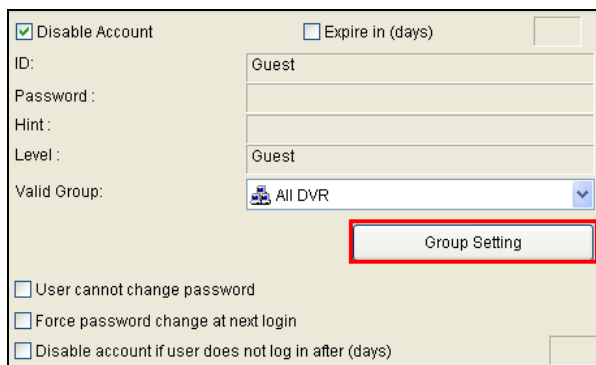 Disable Account Expire in (days)
ID: Guest
Password :
Hint :
Level : Guest
Valid Group: All DVR
Group Setting
User cannot change password
Force password change at next login
Disable account if user does not log in after (days)